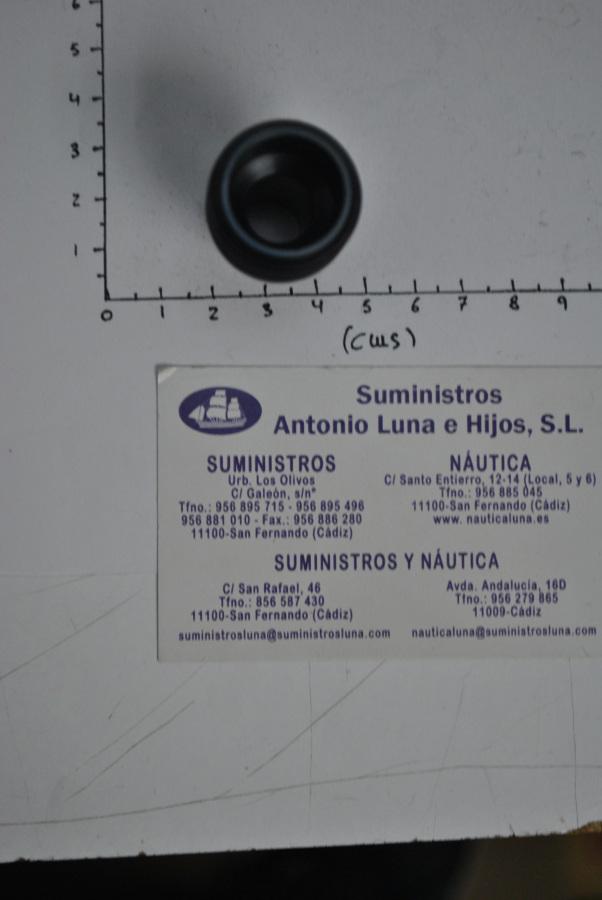 6
5
4
3
2
1
0 1 2 3 4 5 6 7 8 9
(cms)
Suministros
Antonio Luna e Hijos, S.L.
SUMINISTROS
Urb. Los Olivos
C/ Galeón, s/nº
Tfno.: 956 895 715 - 956 895 496
956 881 010 - Fax.: 956 886 280
11100-San Fernando (Cádiz)
NÁUTICA
C/ Santo Entierro, 12-14 (Local, 5 y 6)
Tfno.: 956 885 045
11100-San Fernando (Cádiz)
www. nauticaluna.es
SUMINISTROS Y NÁUTICA
C/ San Rafael, 46
Tfno.: 856 587 430
11100-San Fernando (Cádiz)
suministrosluna@suministrosluna.com
Avda. Andalucía, 16D
Tfno.: 956 279 865
11009-Cádiz
nauticaluna@suministrosluna.com